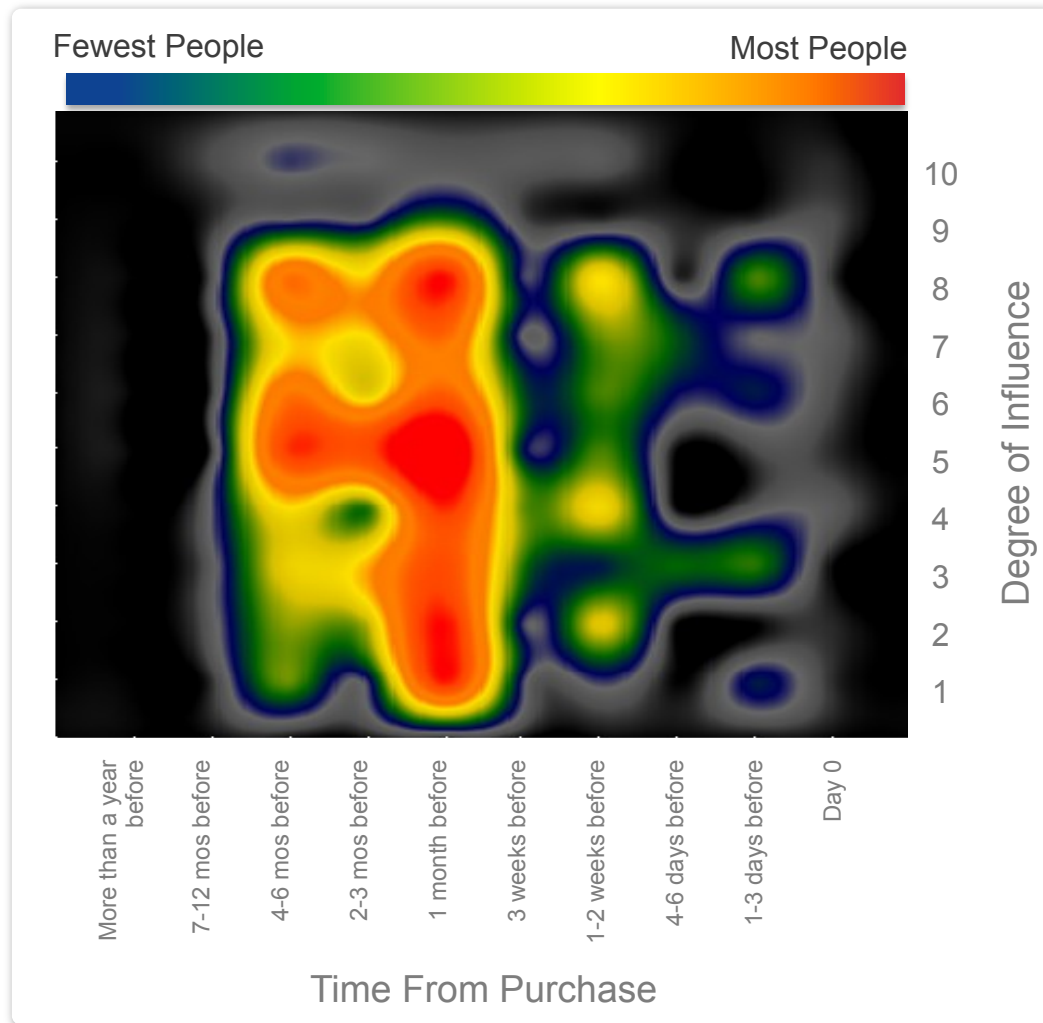 Fewest People
Most People
10
9
8
7
6
5
4
3
2
1
Degree of Influence
More than a year
before
7-12 mos before
4-6 mos before
2-3 mos before
1 month before
3 weeks before
1-2 weeks before
4-6 days before
1-3 days before
Day 0
Time From Purchase